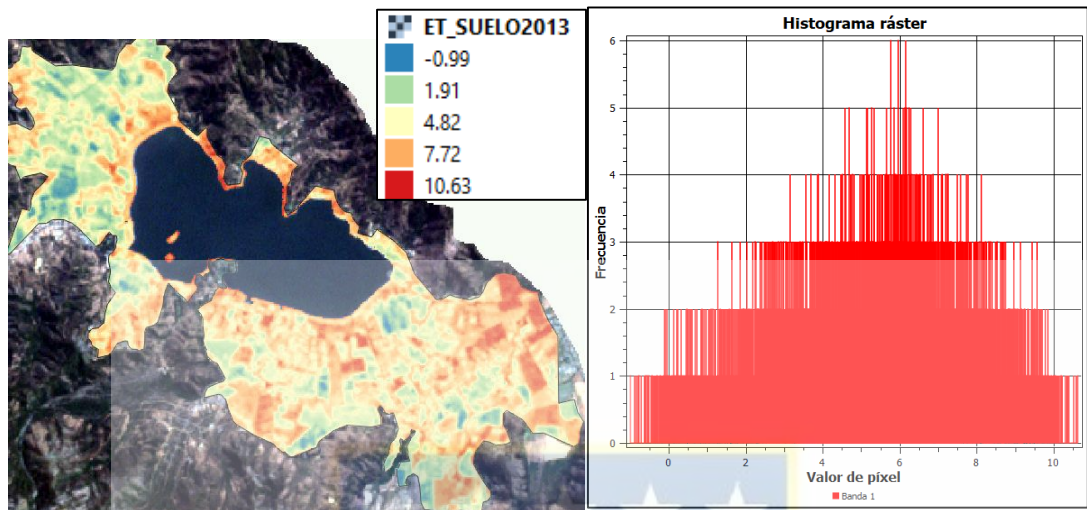 ET_SUELO2013
-0.99
1.91
4.82
7.72
10.63
Histograma ráster
Frecuencia
6
5
4
3
2
1
0
0 2 4 6 8 10
Valor de píxel
Banda 1